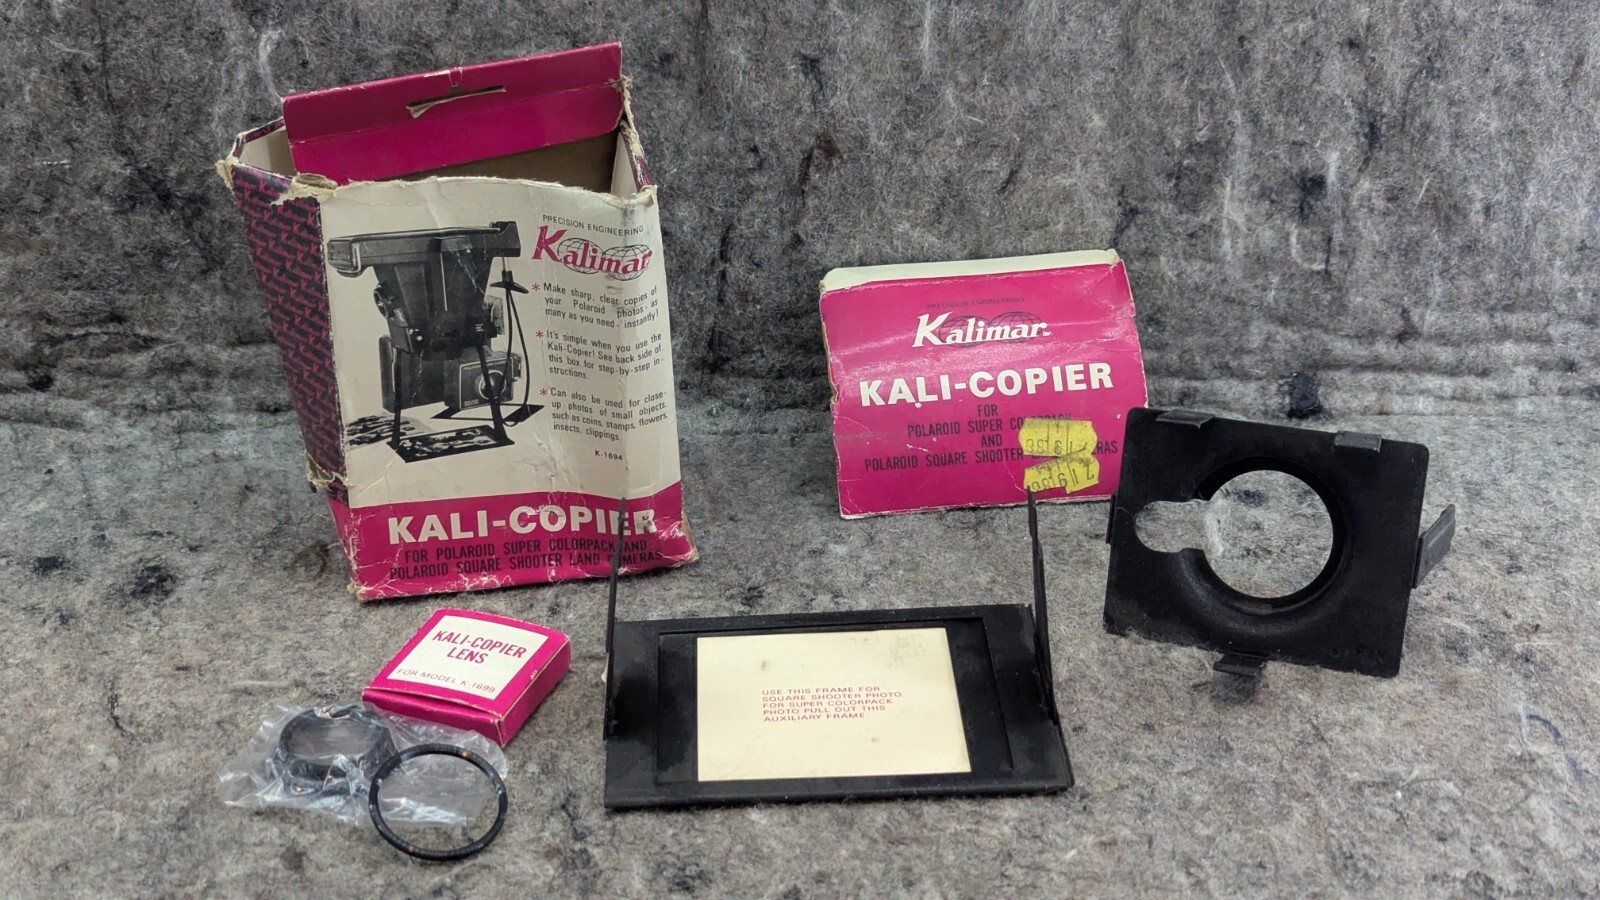 PRECISION ENGINEERING
Kalimar
* Make sharp, clear copies of
your Polaroid photos - as
many as you need - instantly!
* It's simple when you use the
Kali-Copier! See back side of
this box for step-by-step in-
structions.
* Can also be used for close-
up photos of small objects,
such as coins, stamps, flowers,
insects, clippings
K-1694
KALI-COPIER
FOR POLAROID SUPER COLORPACK AND
POLAROID SQUARE SHOOTER LAND CAMERAS
PRECISION ENGINEERING
Kalimar
KALI-COPIER
FOR
POLAROID SUPER
AND
POLAROID SQUARE SHOOTER
KALI-COPIER
LENS
FOR MODEL K-1699
USE THIS FRAME FOR
SQUARE SHOOTER PHOTO
FOR SUPER COLORPACK
PHOTO PULL OUT THIS
AUXILIARY FRAME